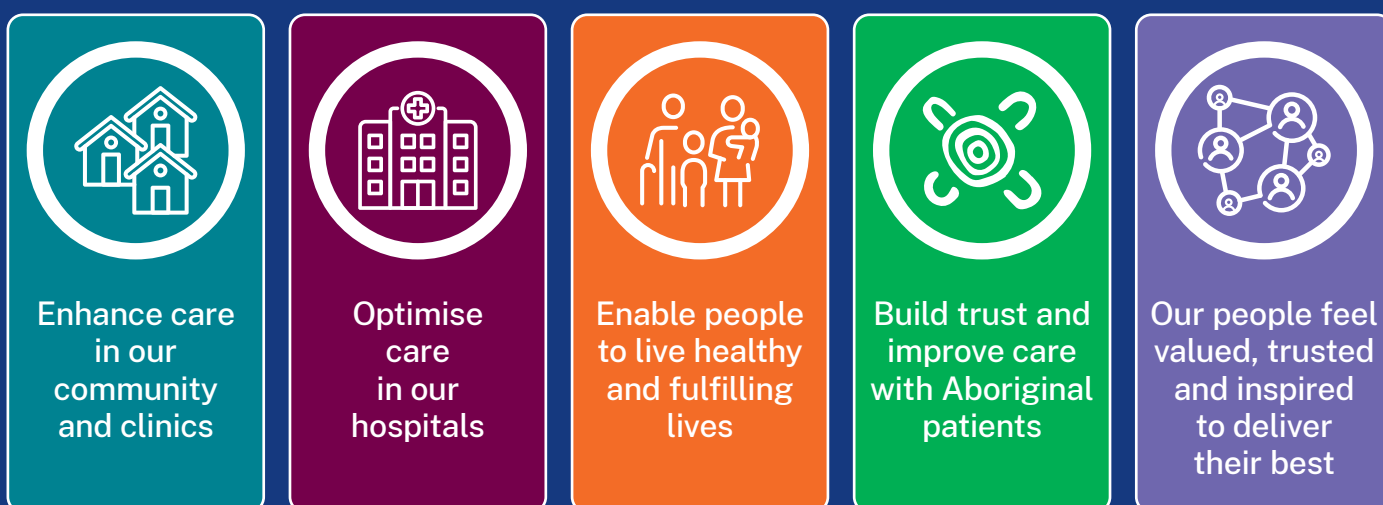 Enhance care
in our
community
and clinics
Optimise
care
in our
hospitals
Enable people
to live healthy
and fulfilling
lives
Build trust and
improve care
with Aboriginal
patients
Our people feel
valued, trusted
and inspired
to deliver
their best